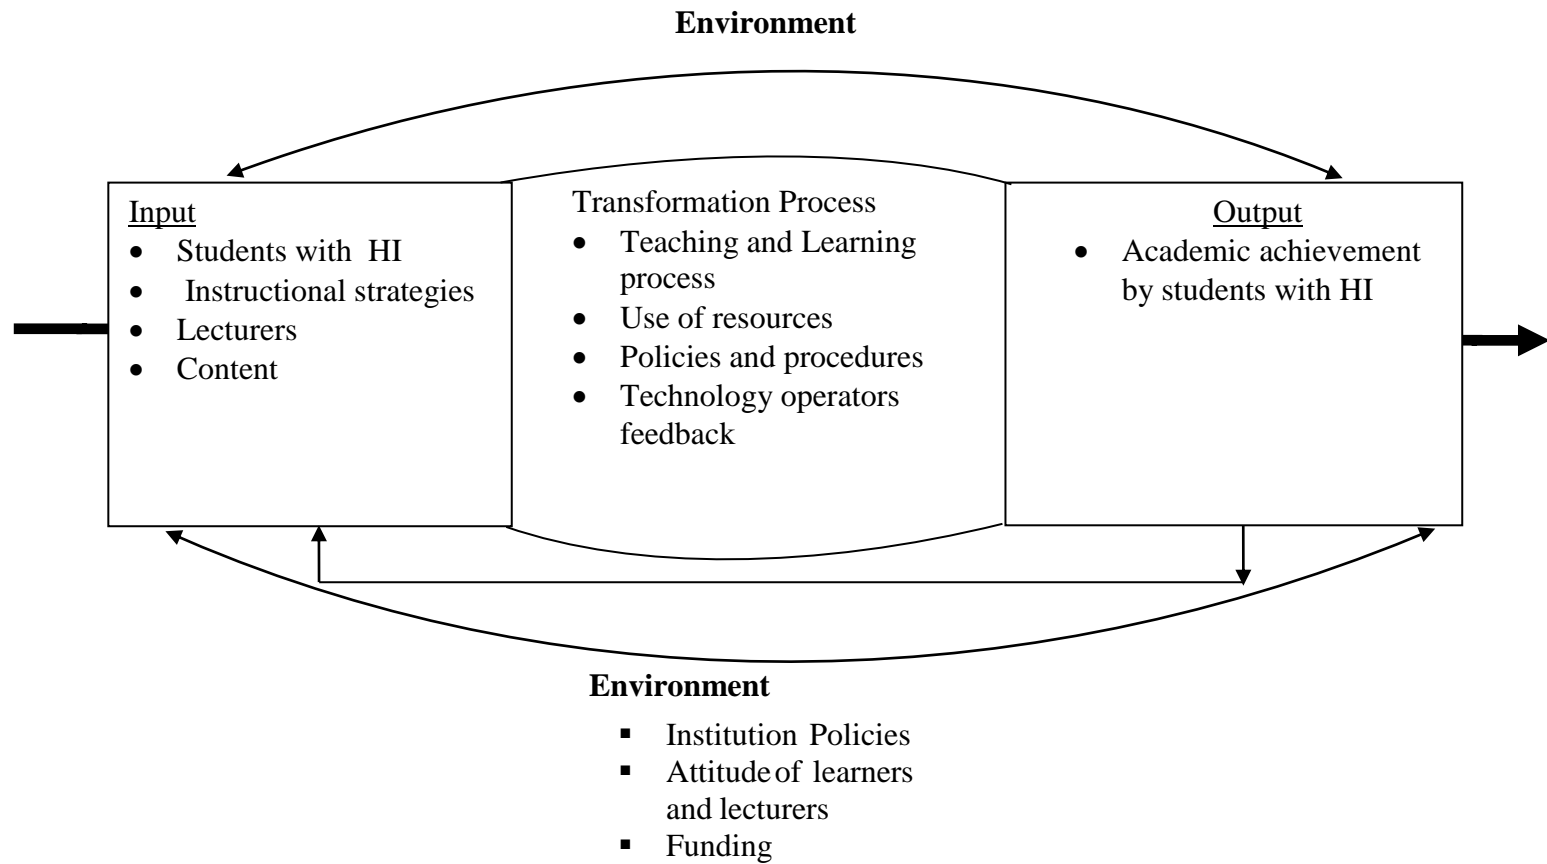 Environment
Input
• Students with HI
• Instructional strategies
• Lecturers
• Content
Transformation Process
• Teaching and Learning
process
• Use of resources
• Policies and procedures
• Technology operators
feedback
Output
• Academic achievement
by students with HI
Environment
▪ Institution Policies
▪ Attitude of learners
and lecturers
▪ Funding